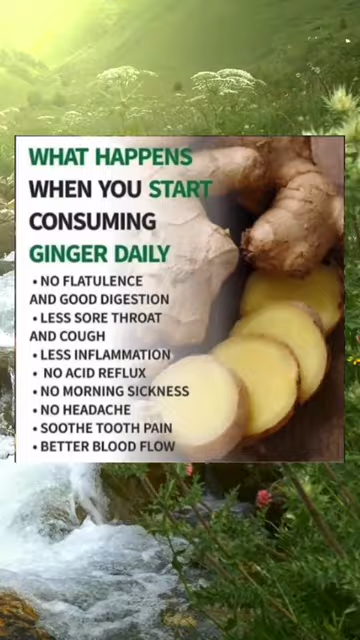 WHAT HAPPENS
WHEN YOU START
CONSUMING
GINGER DAILY
• NO FLATULENCE
AND GOOD DIGESTION
• LESS SORE THROAT
AND COUGH
• LESS INFLAMMATION
• NO ACID REFLUX
• NO MORNING SICKNESS
• NO HEADACHE
• SOOTHE TOOTH PAIN
• BETTER BLOOD FLOW